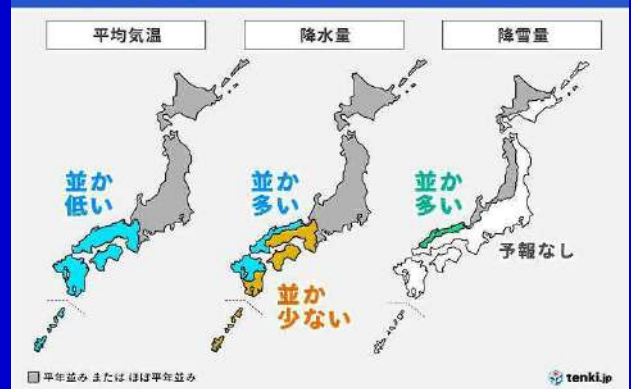 平均気温
降水量
降雪量
並か
低い
並か
多い
並か
多い
予報なし
並か
少ない
平年並み または ほぼ平年並み
tenki.jp